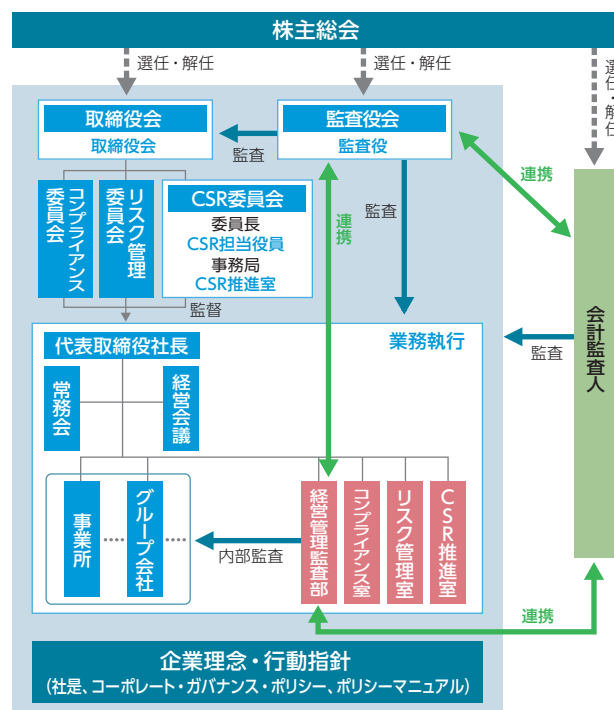 株主総会
選任・解任
選任・解任
選任・解任
取締役会
取締役会
監査
監査役会
監査役
連携
コンプライアンス
委員会
リスク管理
委員会
CSR委員会
委員長
CSR担当役員
事務局
CSR推進室
連携
監査
監督
会計監査人
代表取締役社長
業務執行
監査
常務会
経営会議
事業所
グループ会社
内部監査
経営管理監査部
コンプライアンス室
リスク管理室
CSR推進室
連携
企業理念・行動指針
(社是、コーポレート・ガバナンス・ポリシー、ポリシーマニュアル)